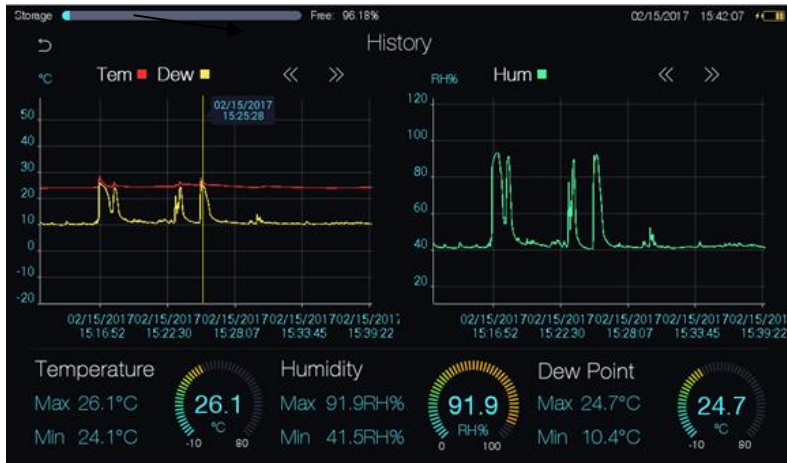 Storage Free: 96.18% 02/15/2017 15:42:07
History
°C Tem Dew
02/15/2017
15:25:28
50
40
30
20
10
0
-10
-20
02/15/2017 02/15/2017 02/15/2017 02/15/2017 02/15/201
15:16:52 15:22:30 15:28:07 15:33:45 15:39:22
RH% Hum
120
100
80
60
40
20
02/15/2017 02/15/2017 02/15/2017 02/15/2017 02/15/201
15:16:52 15:22:30 15:28:07 15:33:45 15:39:22
Temperature
Max 26.1°C
Min 24.1°C
26.1
°C
-10 80
Humidity
Max 91.9RH%
Min 41.5RH%
91.9
RH%
0 100
Dew Point
Max 24.7°C
Min 10.4°C
24.7
°C
-10 80